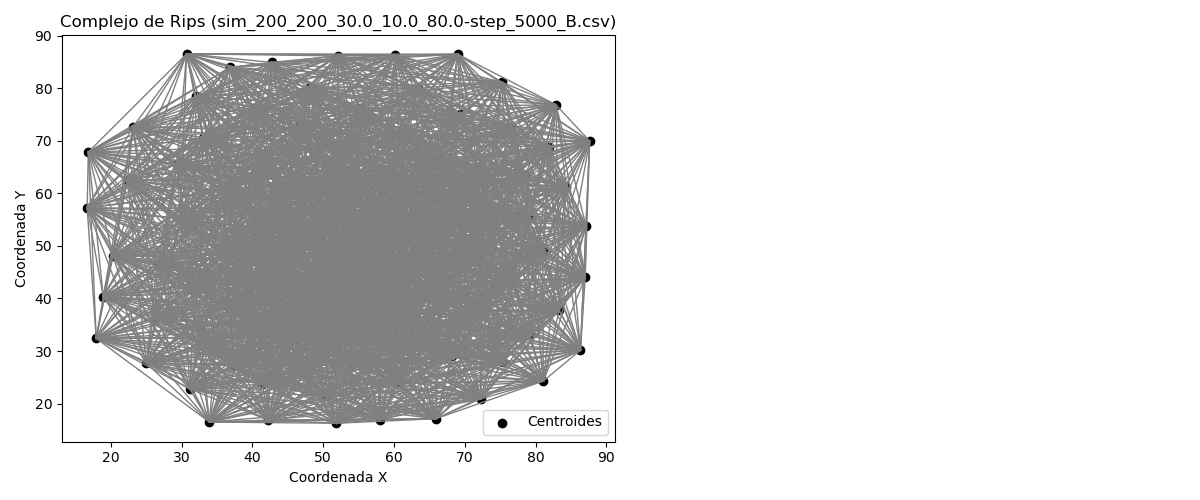 Complejo de Rips (sim_200_200_30.0_10.0_80.0-step_5000_B.csv)
90
80
70
60
50
40
30
20
Coordenada Y
Centroides
20 30 40 50 60 70 80 90
Coordenada X